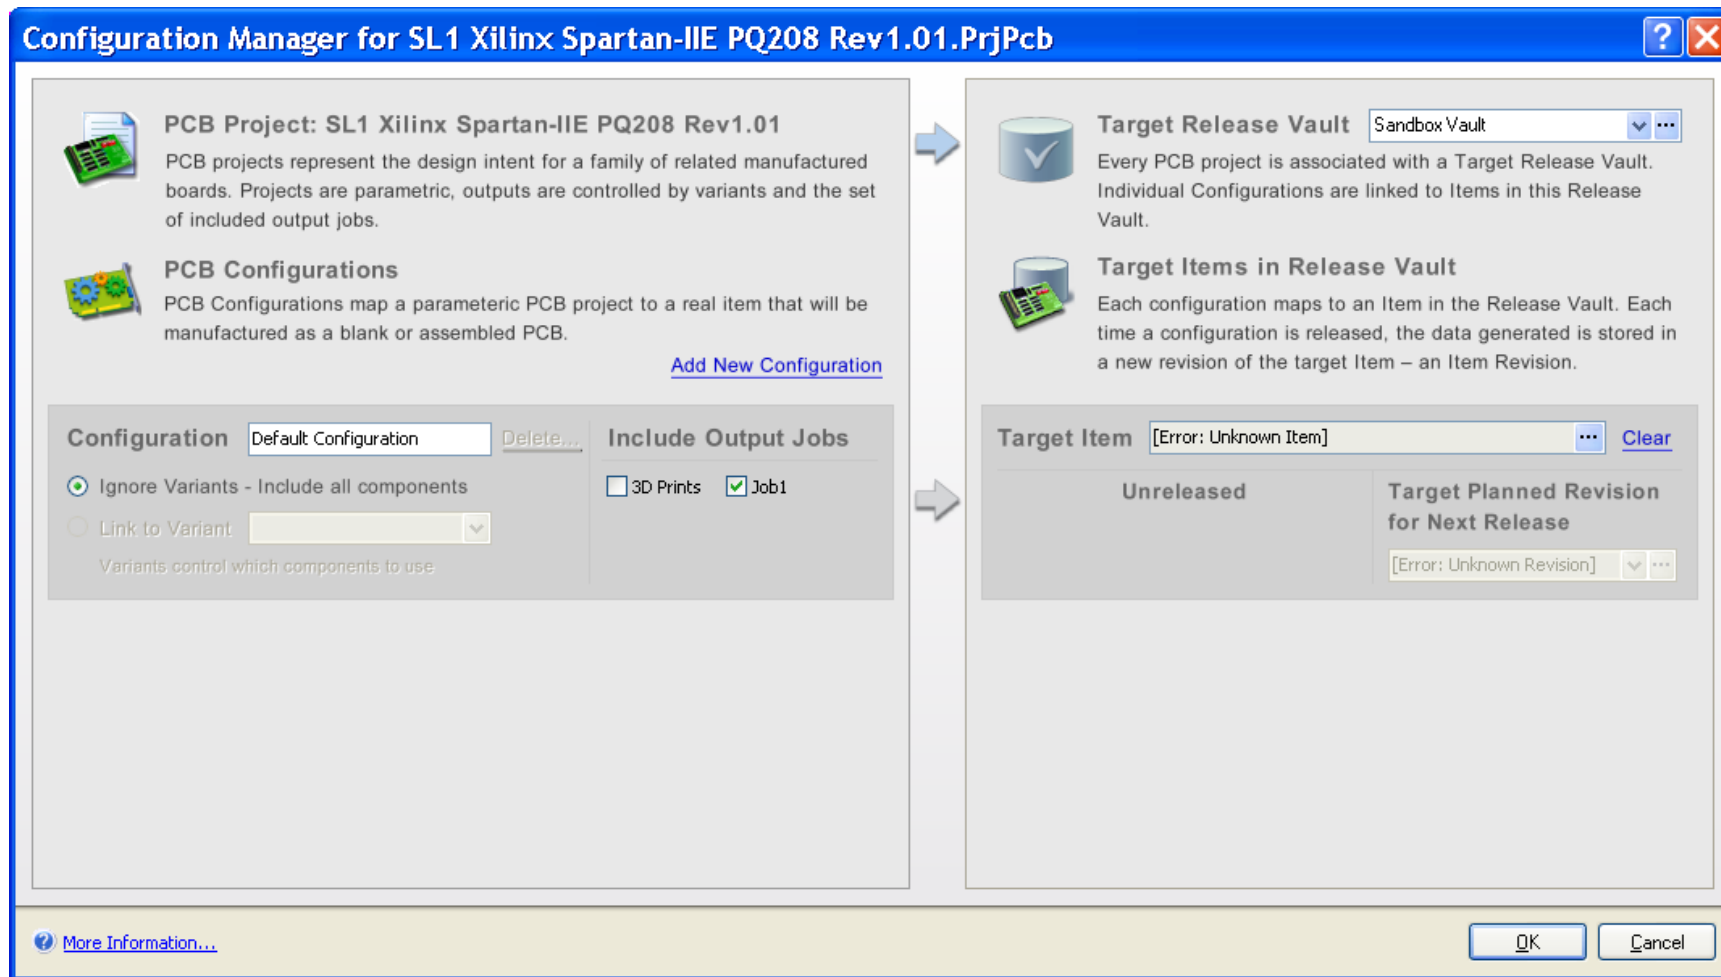 Configuration Manager for SL1 Xilinx Spartan-IIE PQ208 Rev1.01.PrjPcb
PCB Project: SL1 Xilinx Spartan-IIE PQ208 Rev1.01
PCB projects represent the design intent for a family of related manufactured
boards. Projects are parametric, outputs are controlled by variants and the set
of included output jobs.
PCB Configurations
PCB Configurations map a parameteric PCB project to a real item that will be
manufactured as a blank or assembled PCB.
Add New Configuration
Configuration Default Configuration Delete...
Ignore Variants - Include all components
Link to Variant
Variants control which components to use
Include Output Jobs
3D Prints Job1
Target Release Vault Sandbox Vault
Every PCB project is associated with a Target Release Vault.
Individual Configurations are linked to Items in this Release
Vault.
Target Items in Release Vault
Each configuration maps to an Item in the Release Vault. Each
time a configuration is released, the data generated is stored in
a new revision of the target Item – an Item Revision.
Target Item [Error: Unknown Item] ... Clear
Unreleased
Target Planned Revision
for Next Release
[Error: Unknown Revision]
More Information...
OK Cancel